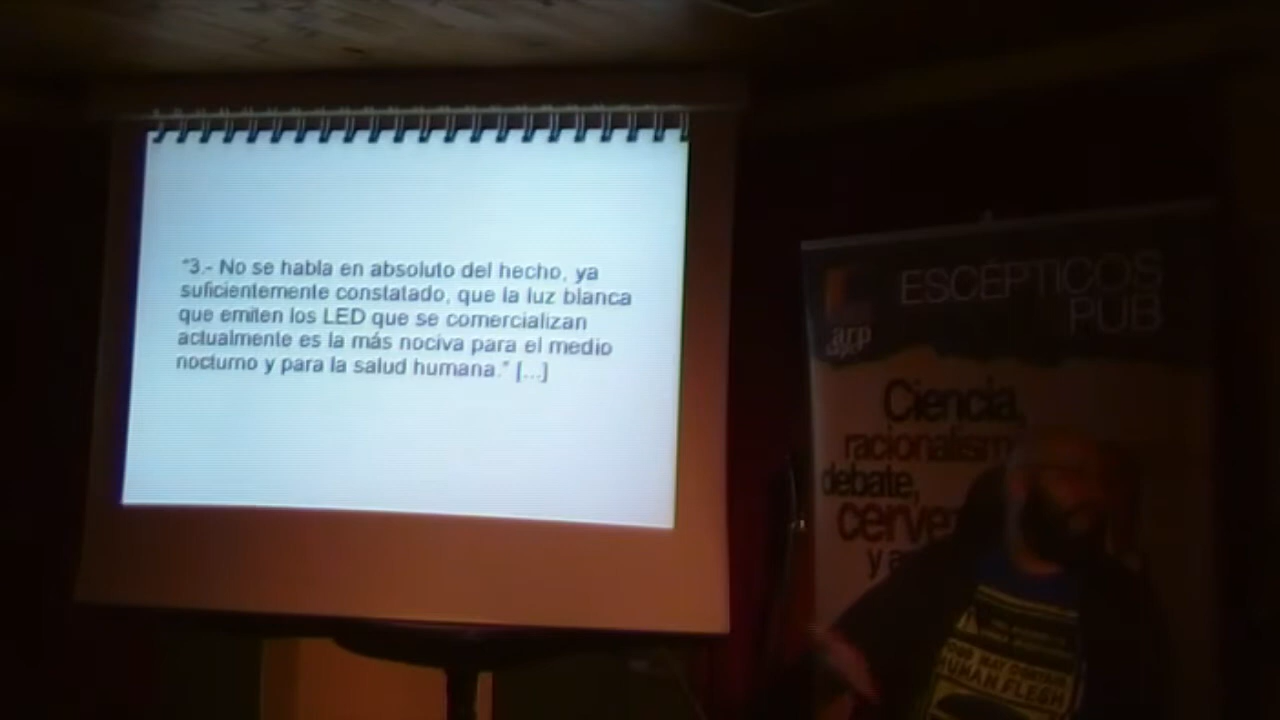 "3.- No se habla en absoluto del hecho, ya
suficientemente constatado, que la luz blanca
que emiten los LED que se comercializan
actualmente es la más nociva para el medio
nocturno y para la salud humana." [...]
ESCÉPTICOS
PUB
arp
Ciencia,
debate,
HUMAN FLESH